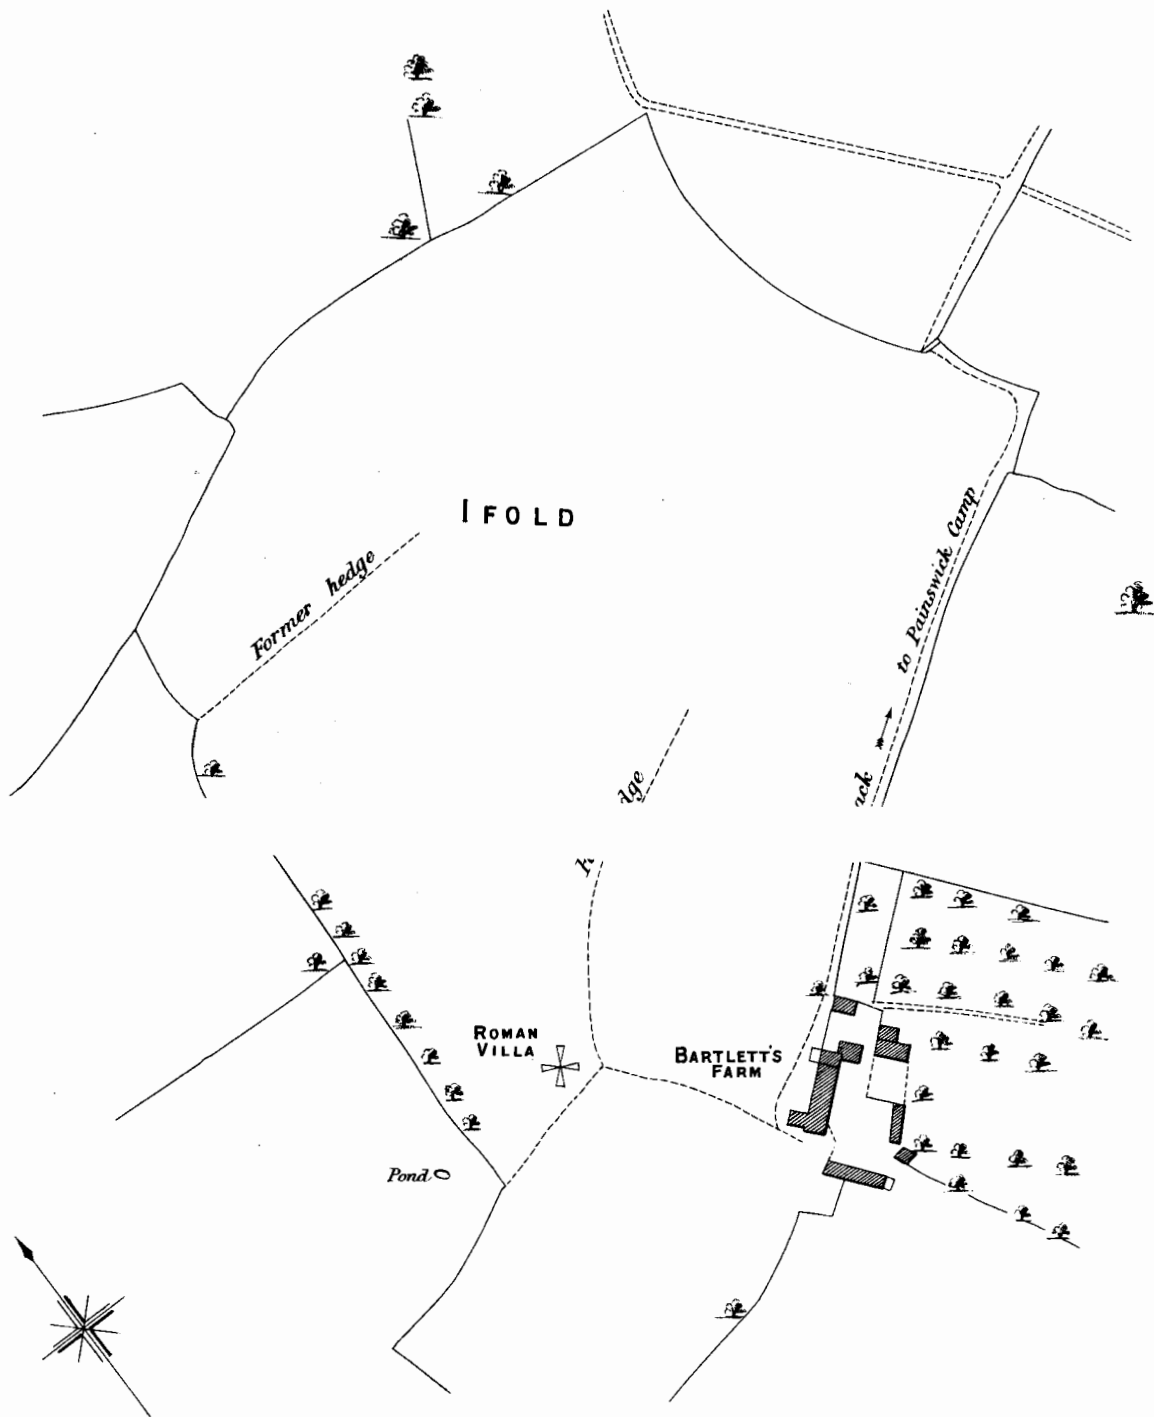 IFOLD
Former hedge
to Painswick Camp
ROMAN
VILLA
BARTLETT'S
FARM
Pond